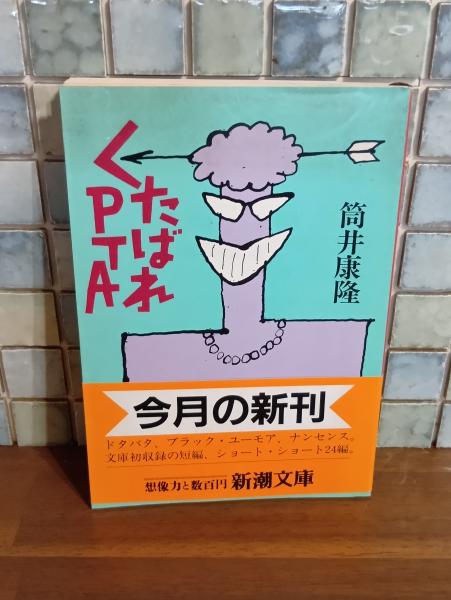 くたばれ
PTA
筒井康隆
今月の新刊
ドタバタ、ブラック・ユーモア、ナンセンス。
文庫初収録の短編、ショート・ショート24編。
想像力と数百円 新潮文庫